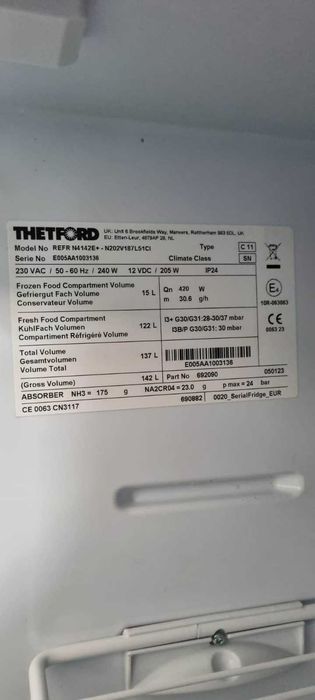 THETFORD
UK: Unit 6 Brookfields Way, Manvers, Rotherham S63 5DL, UK
EU: Etten-Leur, 4879AP 26, NL
Model No REFR N4142E+ - N202V187L51CI Type C 11
Serie No E005AA1003136 Climate Class SN
230 VAC / 50 - 60 Hz / 240 W 12 VDC / 205 W IP24
Frozen Food Compartment Volume
Gefriergut Fach Volume
Conservateur Volume
15 L
Qn 420 W
m 30.6 g/h
Fresh Food Compartment
KühlFach Volumen
Compartiment Réfrigéré Volume
122 L
I3+ G30/G31:28-30/37 mbar
I3B/P G30/G31: 30 mbar
CE
0063 23
Total Volume
Gesamtvolumen
Volume Total
137 L
E005AA1003136
(Gross Volume) 142 L Part No 692090 050123
ABSORBER NH3 = 175 g NA2CR04 = 23.0 g p max = 24 bar
CE 0063 CN3117 690882 0020_SerialFridge_EUR